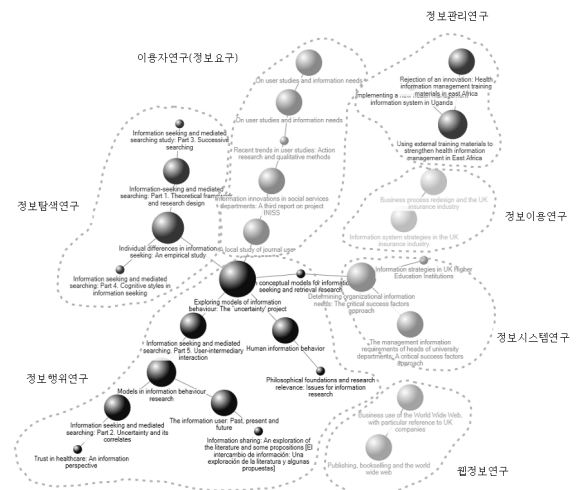 정보관리연구
이용자연구(정보요구)
On user studies and information needs
Rejection of an innovation: Health
information management training
materials in east Africa
Implementing a
information system in Uganda
On user studies and information needs
Using external training materials to
strengthen health information
management in East Africa
Information seeking and mediated
searching study: Part 3. Successive
searching
Recent trends in user studies: Action
research and qualitative methods
Information-seeking and mediated
searching: Part 1. Theoretical framework
and research design
Information innovations in social services
departments: A third report on project
INISS
Business process redesign and the UK
insurance industry
정보탐색연구
정보이용연구
Information system strategies in the UK
insurance industry
Individual differences in information
seeking: An empirical study
local study of journal use
Information seeking and mediated
searching: Part 4. Cognitive styles in
information seeking
conceptual models for information
seeking and retrieval research
Information strategies in UK Higher
Education Institutions
Exploring models of information
behaviour: The 'uncertainty' project
Determining organizational information
needs: The critical success factors
approach
정보시스템연구
Information seeking and mediated
searching: Part 5. User-intermediary
interaction
Human information behavior
The management information
requirements of heads of university
departments: A critical success factors
approach
정보행위연구
Models in information behaviour
research
Philosophical foundations and research
relevance: Issues for information
research
Information seeking and mediated
searching: Part 2. Uncertainty and its
correlates
The information user: Past, present and
future
Business use of the World Wide Web,
with particular reference to UK
companies
Trust in healthcare: An information
perspective
Information sharing: An exploration of
the literature and some propositions [El
intercambio de información: Una
exploración de la literatura y algunas
propuestas]
Publishing, bookselling and the world
wide web
웹정보연구